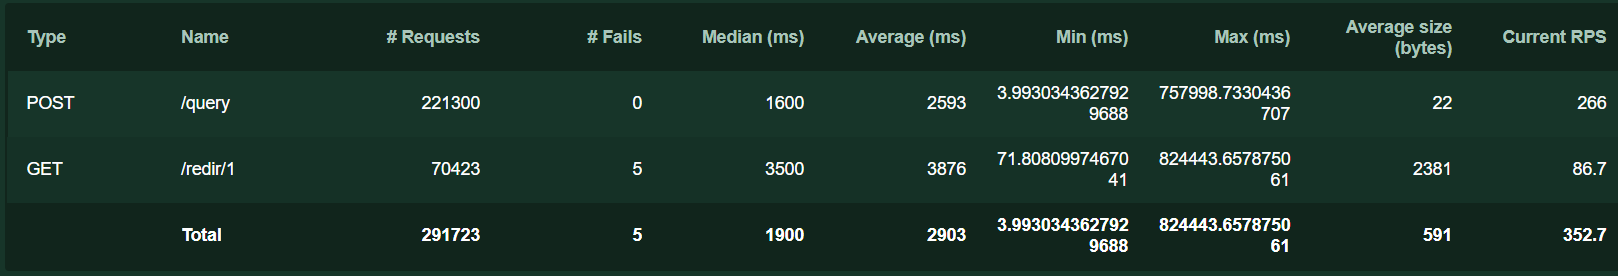 Type Name # Requests # Fails Median (ms) Average (ms) Min (ms) Max (ms) Average size (bytes) Current RPS
POST /query 221300 0 1600 2593 3.9930343627929688 757998.7330436707 22 266
GET /redir/1 70423 5 3500 3876 71.8080997467041 824443.657875061 2381 86.7
Total 291723 5 1900 2903 3.9930343627929688 824443.657875061 591 352.7